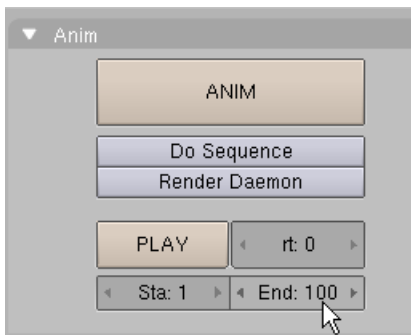 Anim
ANIM
Do Sequence
Render Daemon
PLAY rt: 0
Sta: 1 End: 100